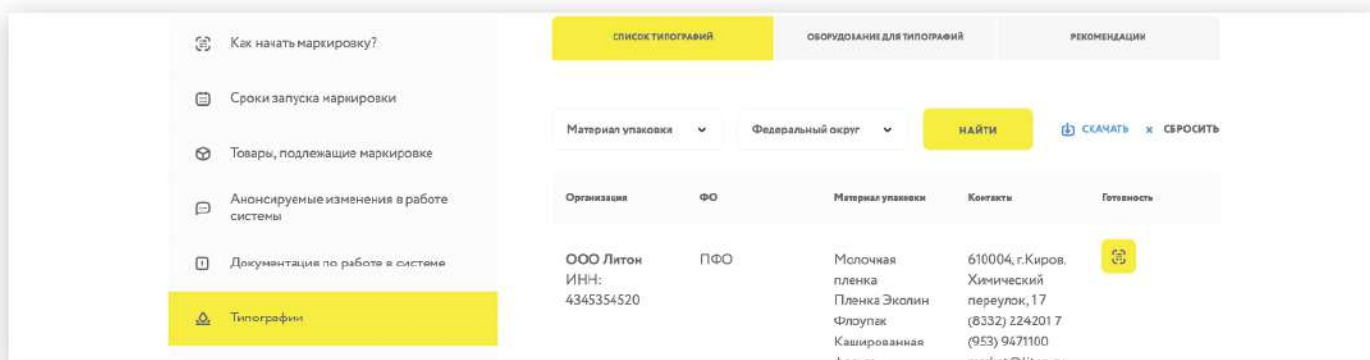 Как начать маркировку?
Сроки запуска маркировки
Товары, подлежащие маркировке
Анонсируемые изменения в работе
системы
Документация по работе в системе
Типографии
СПИСОК ТИПОГРАФИЙ
ОБОРУДОВАНИЕ ДЛЯ ТИПОГРАФИЙ
РЕКОМЕНДАЦИИ
Материал упаковки
Федеральный округ
НАЙТИ
СКАЧАТЬ
× СБРОСИТЬ
Организация
ФО
Материал упаковки
Контакты
Готовность
ООО Литон
ИНН:
4345354520
ПФО
Молочная
пленка
Пленка Эколин
Флоупак
Кашированная
610004, г.Киров,
Химический
переулок, 17
(8332) 224201 7
(953) 9471100